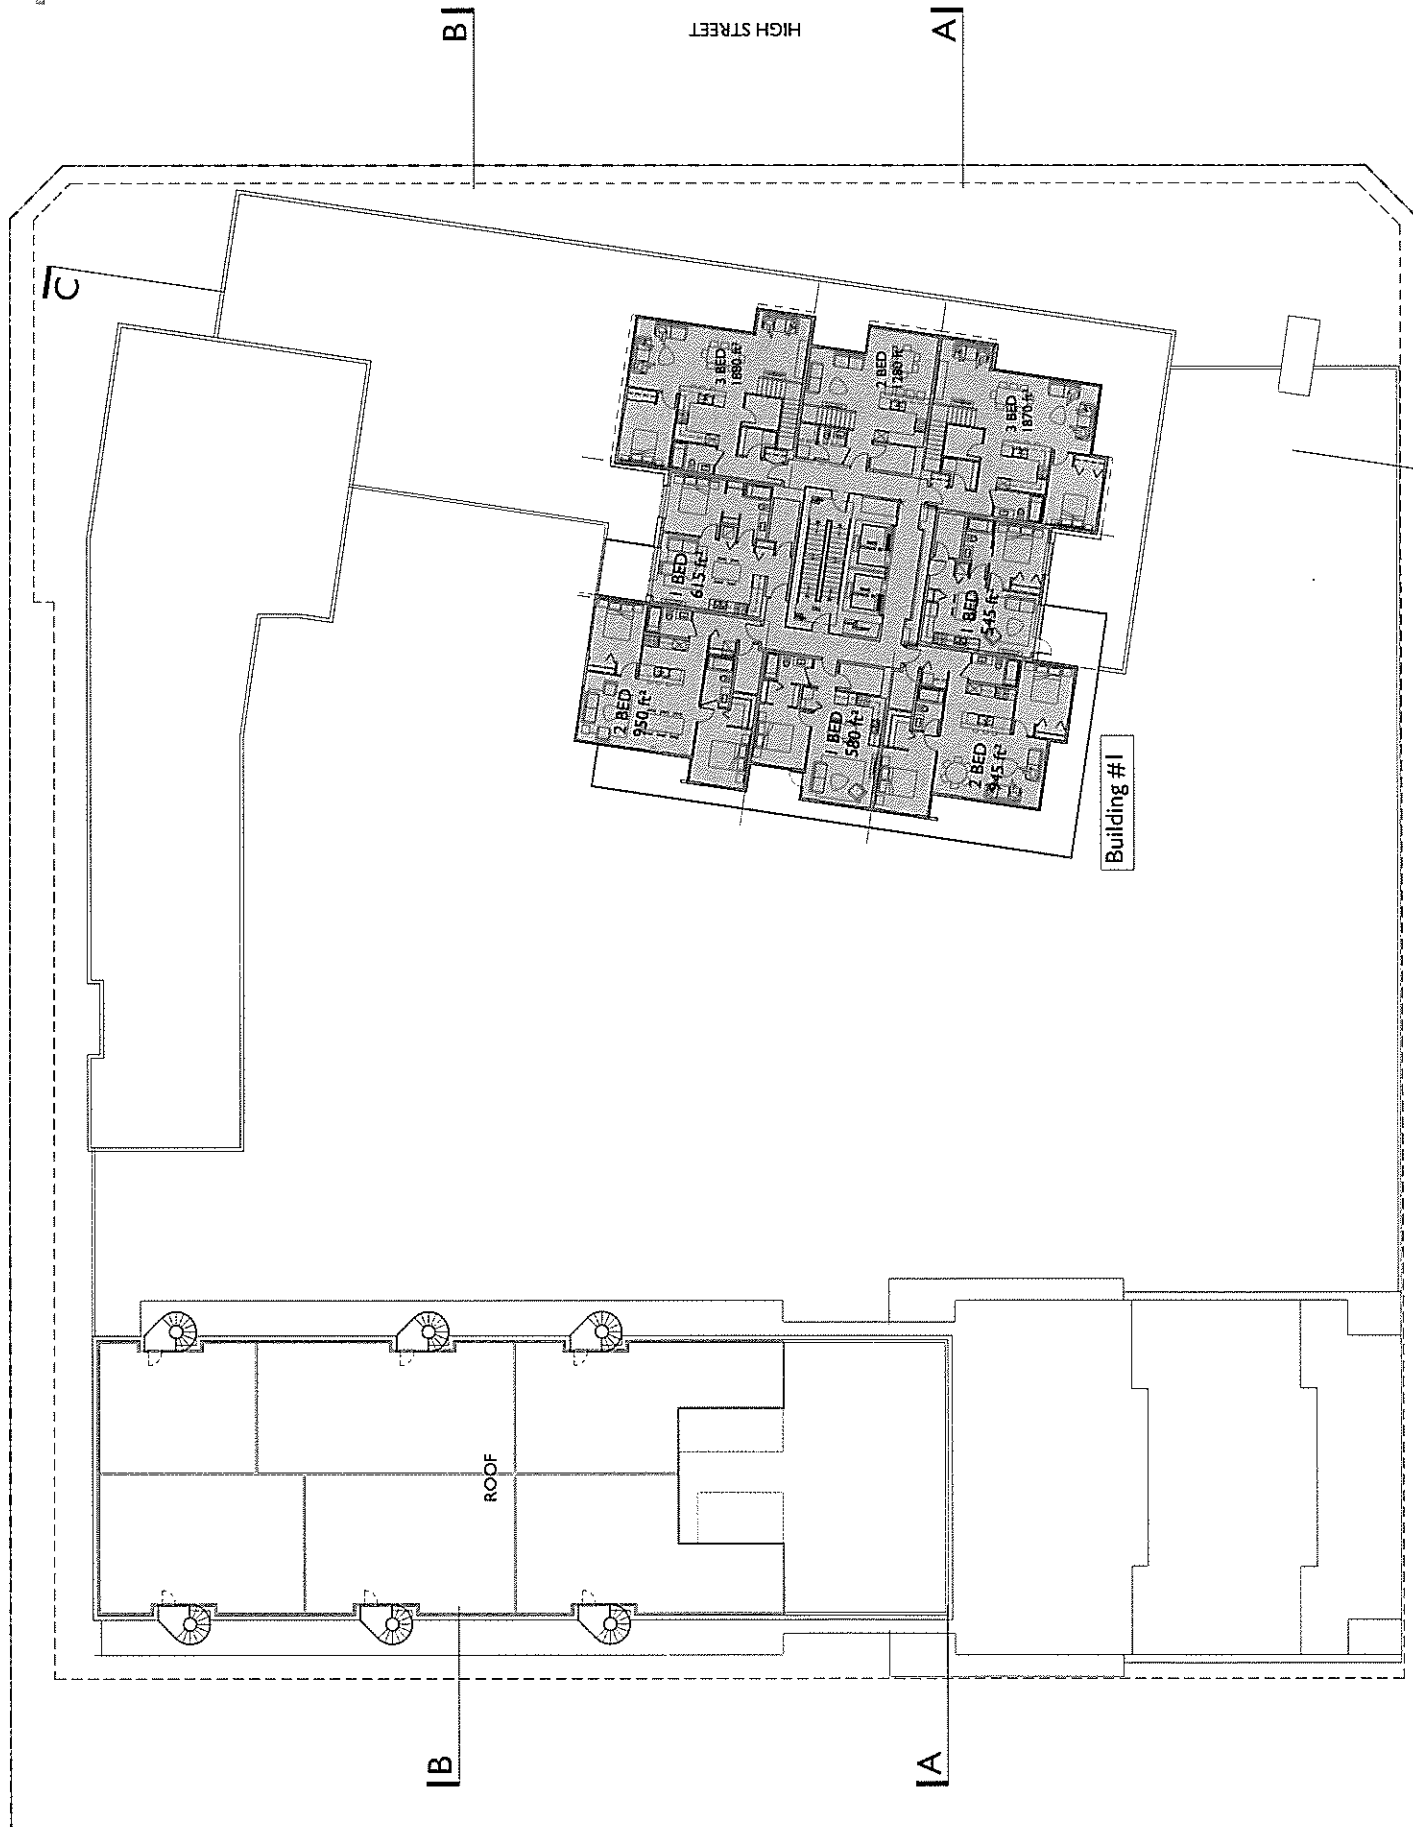 B
HIGH STREET
A
C
3 BED
1880 ft²
2 BED
1280 ft²
3 BED
1870 ft²
1 BED
615 ft²
1 BED
545 ft²
2 BED
950 ft²
1 BED
580 ft²
2 BED
945 ft²
Building #1
ROOF
B
A